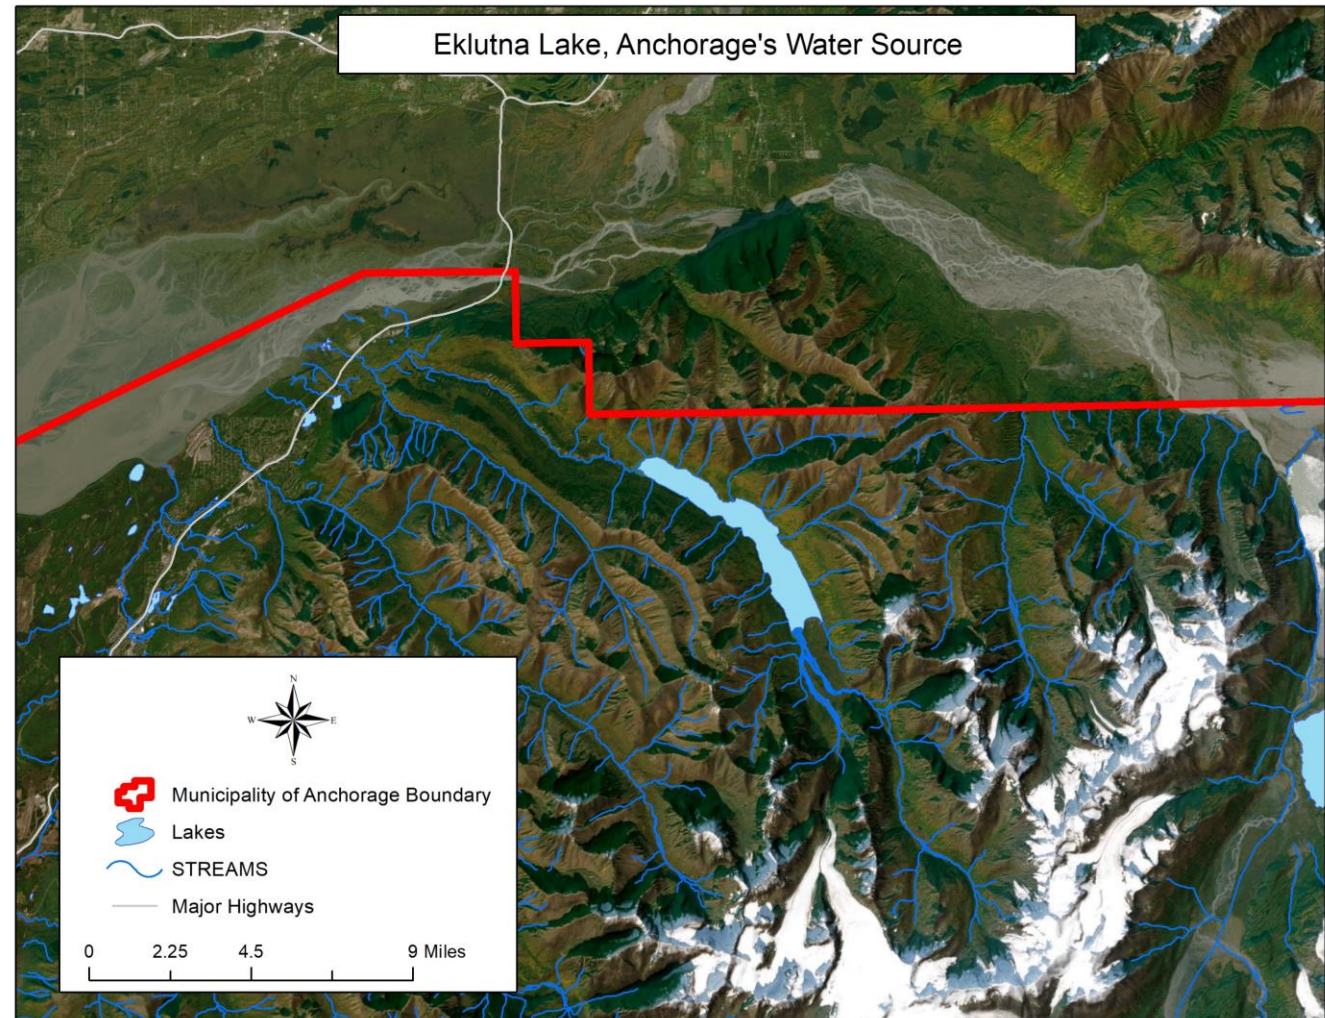 Eklutna Lake, Anchorage's Water Source
N
W E
S
Municipality of Anchorage Boundary
Lakes
STREAMS
Major Highways
0 2.25 4.5 9 Miles